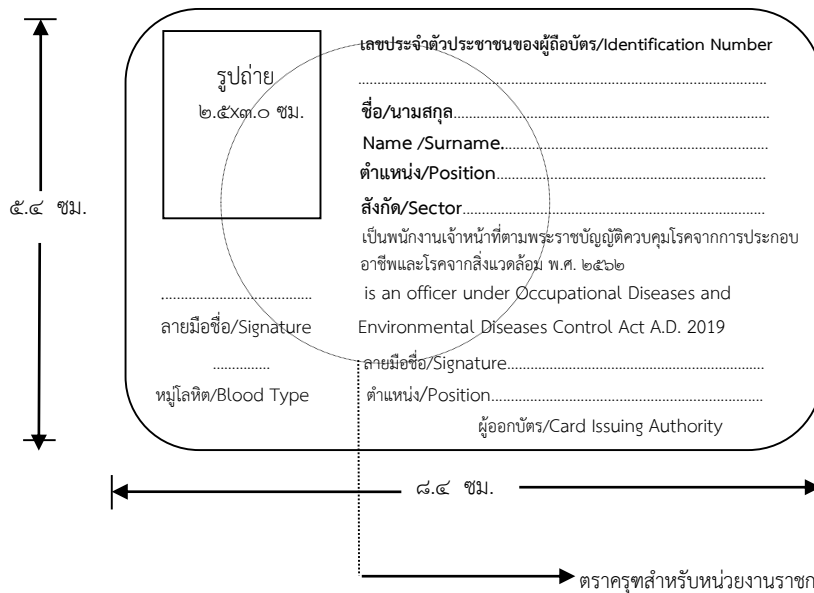 เลขประจำตัวประชาชนของผู้ถือบัตร/Identification Number
รูปถ่าย
๒.๕x๓.๐ ซม.
ชื่อ/นามสกุล
Name /Surname.
ตำแหน่ง/Position
สังกัด/Sector
๕.๔ ซม.
เป็นพนักงานเจ้าหน้าที่ตามพระราชบัญญัติควบคุมโรคจากการประกอบ
อาชีพและโรคจากสิ่งแวดล้อม พ.ศ. ๒๕๖๒
is an officer under Occupational Diseases and
ลายมือชื่อ/Signature
Environmental Diseases Control Act A.D. 2019
ลายมือชื่อ/Signature
หมู่โลหิต/Blood Type
ตำแหน่ง/Position
ผู้ออกบัตร/Card Issuing Authority
๘.๔ ซม.
ตราครุฑสำหรับหน่วยงานราชก